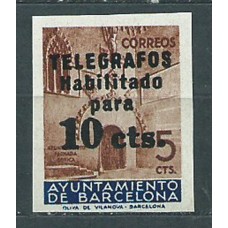 CORREOS
TELEGRAFOS
Habilitado
para
10 cts.
5
CTS.
AYUNTAMIENTO
DE BARCELONA
OLIVA DE VILANOVA - BARCELONA